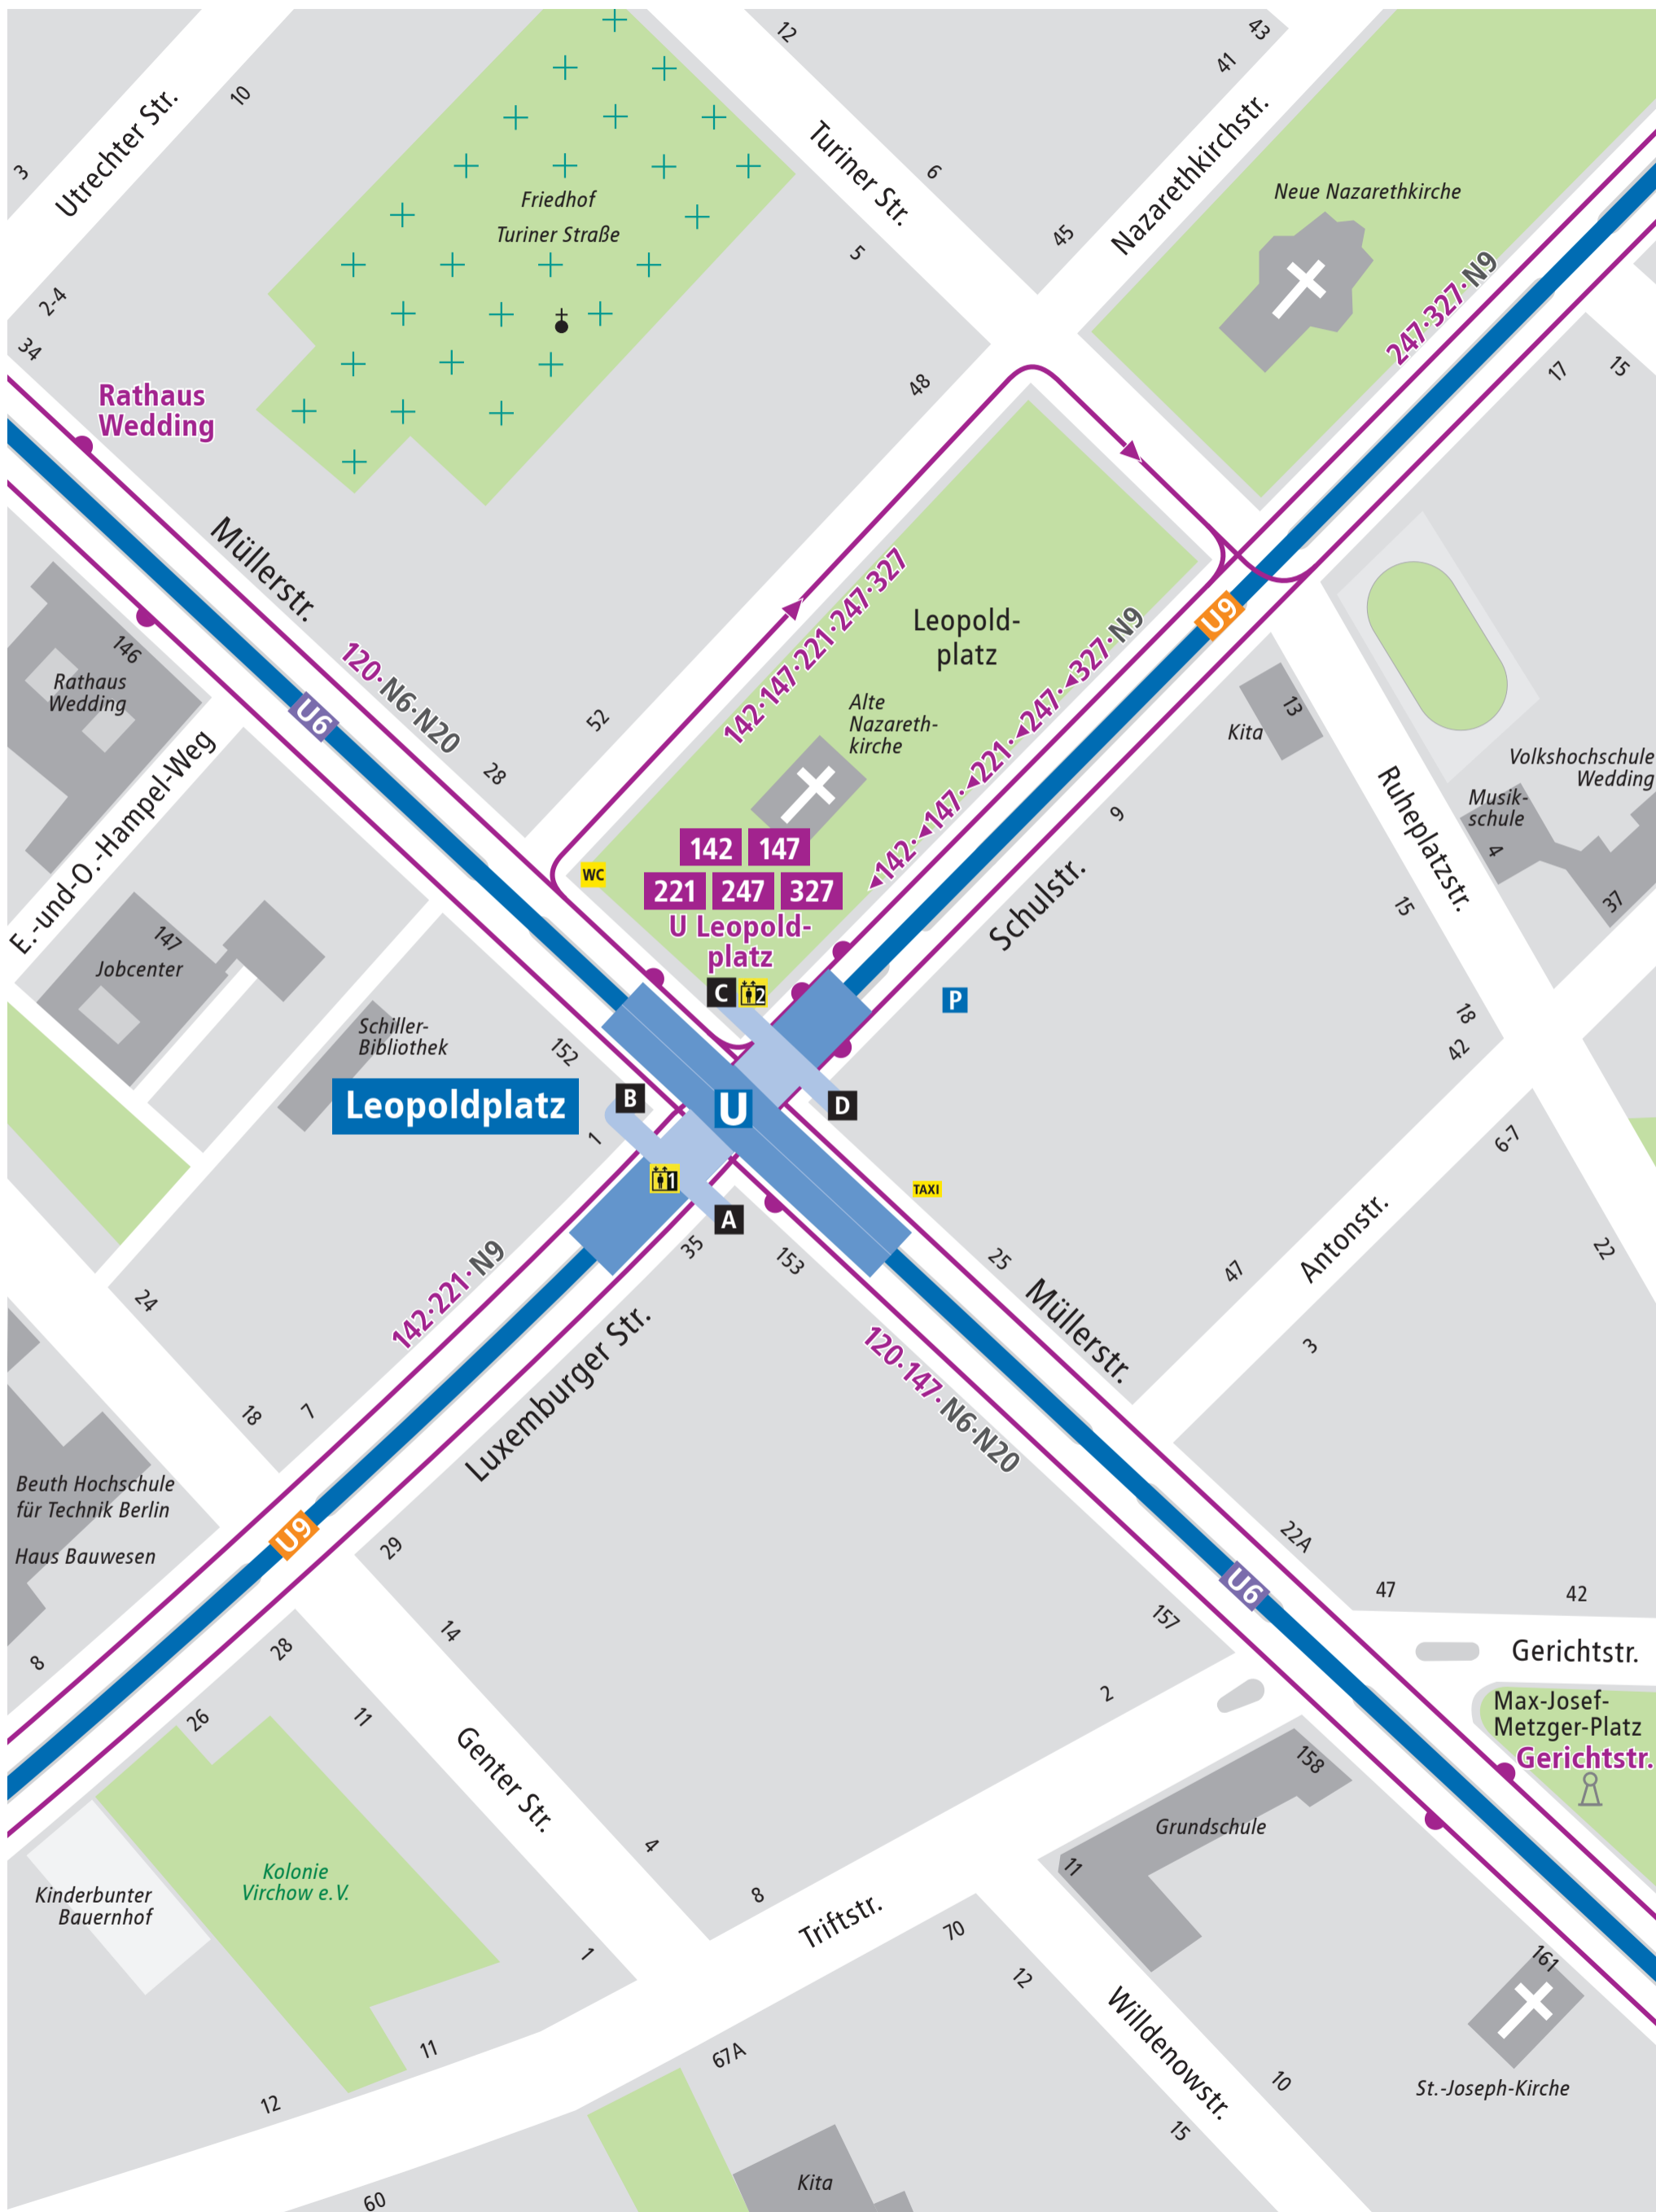 12
43
41
Utrechter Str.
10
3
Turiner Str.
6
Nazarethkirchstr.
45
5
Friedhof
Turiner Straße
Neue Nazarethkirche
247·327·N9
2-4
34
48
17
15
Rathaus
Wedding
Müllerstr.
146
Rathaus
Wedding
120·N6·N20
U6
28
52
142·147·221·247·327
Leopold-
platz
Alte
Nazareth-
kirche
142·147·221·247·327·N9
U9
13
Kita
Ruheplatzstr.
Volkshochschule
Wedding
Musik-
schule
4
37
9
15
E.-und-O.-Hampel-Weg
147
Jobcenter
WC
142
147
221
247
327
U Leopold-
platz
C
2
P
Schulstr.
18
42
Schiller-
Bibliothek
152
Leopoldplatz
B
U
D
1
1
A
TAXI
6-7
Antonstr.
22
47
3
35
153
25
Müllerstr.
24
142·221·N9
Luxemburger Str.
120·147·N6·N20
18
7
Beuth Hochschule
für Technik Berlin
Haus Bauwesen
U9
29
22A
U6
47
42
157
Gerichtstr.
8
28
14
2
Max-Josef-
Metzger-Platz
Gerichtstr.
26
11
Genter Str.
158
Grundschule
11
Kolonie
Virchow e.V.
Kinderbunter
Bauernhof
4
8
Triftstr.
70
1
12
161
Willdenowstr.
St.-Joseph-Kirche
11
12
67A
10
15
Kita
60